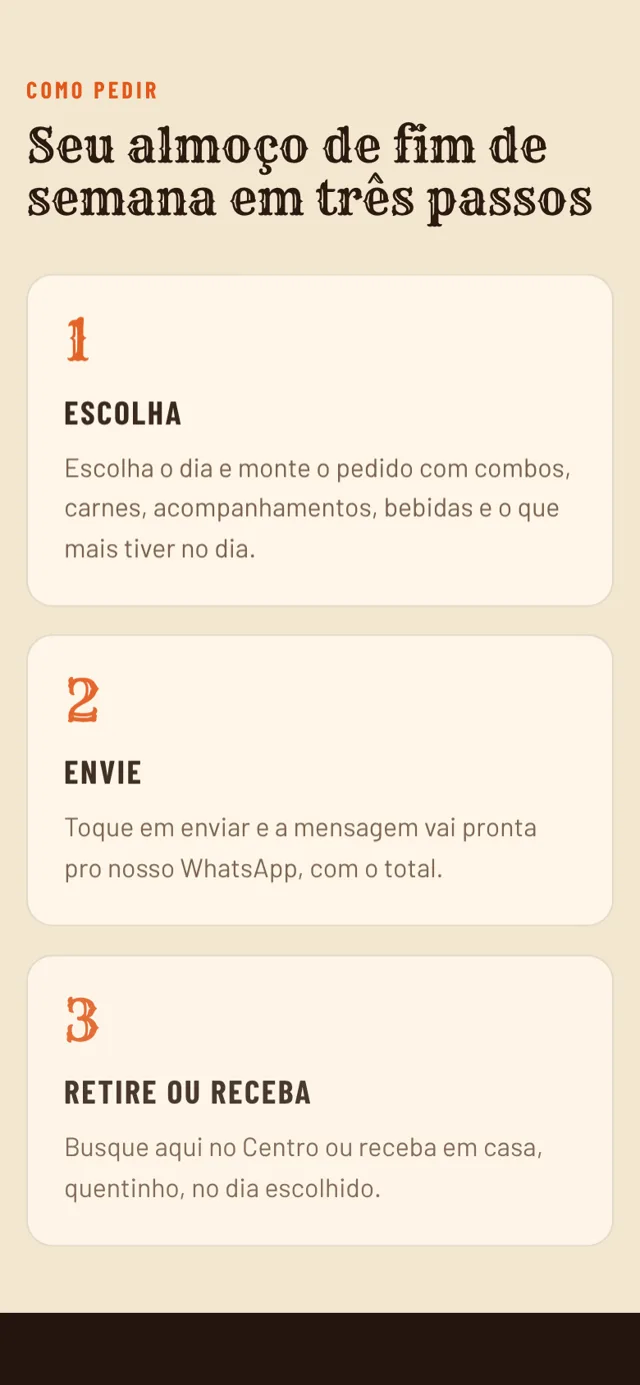 COMO PEDIR
Seu almoço de fim de
semana em três passos
1
ESCOLHA
Escolha o dia e monte o pedido com combos,
carnes, acompanhamentos, bebidas e o que
mais tiver no dia.
2
ENVIE
Toque em enviar e a mensagem vai pronta
pro nosso WhatsApp, com o total.
3
RETIRE OU RECEBA
Busque aqui no Centro ou receba em casa,
quentinho, no dia escolhido.